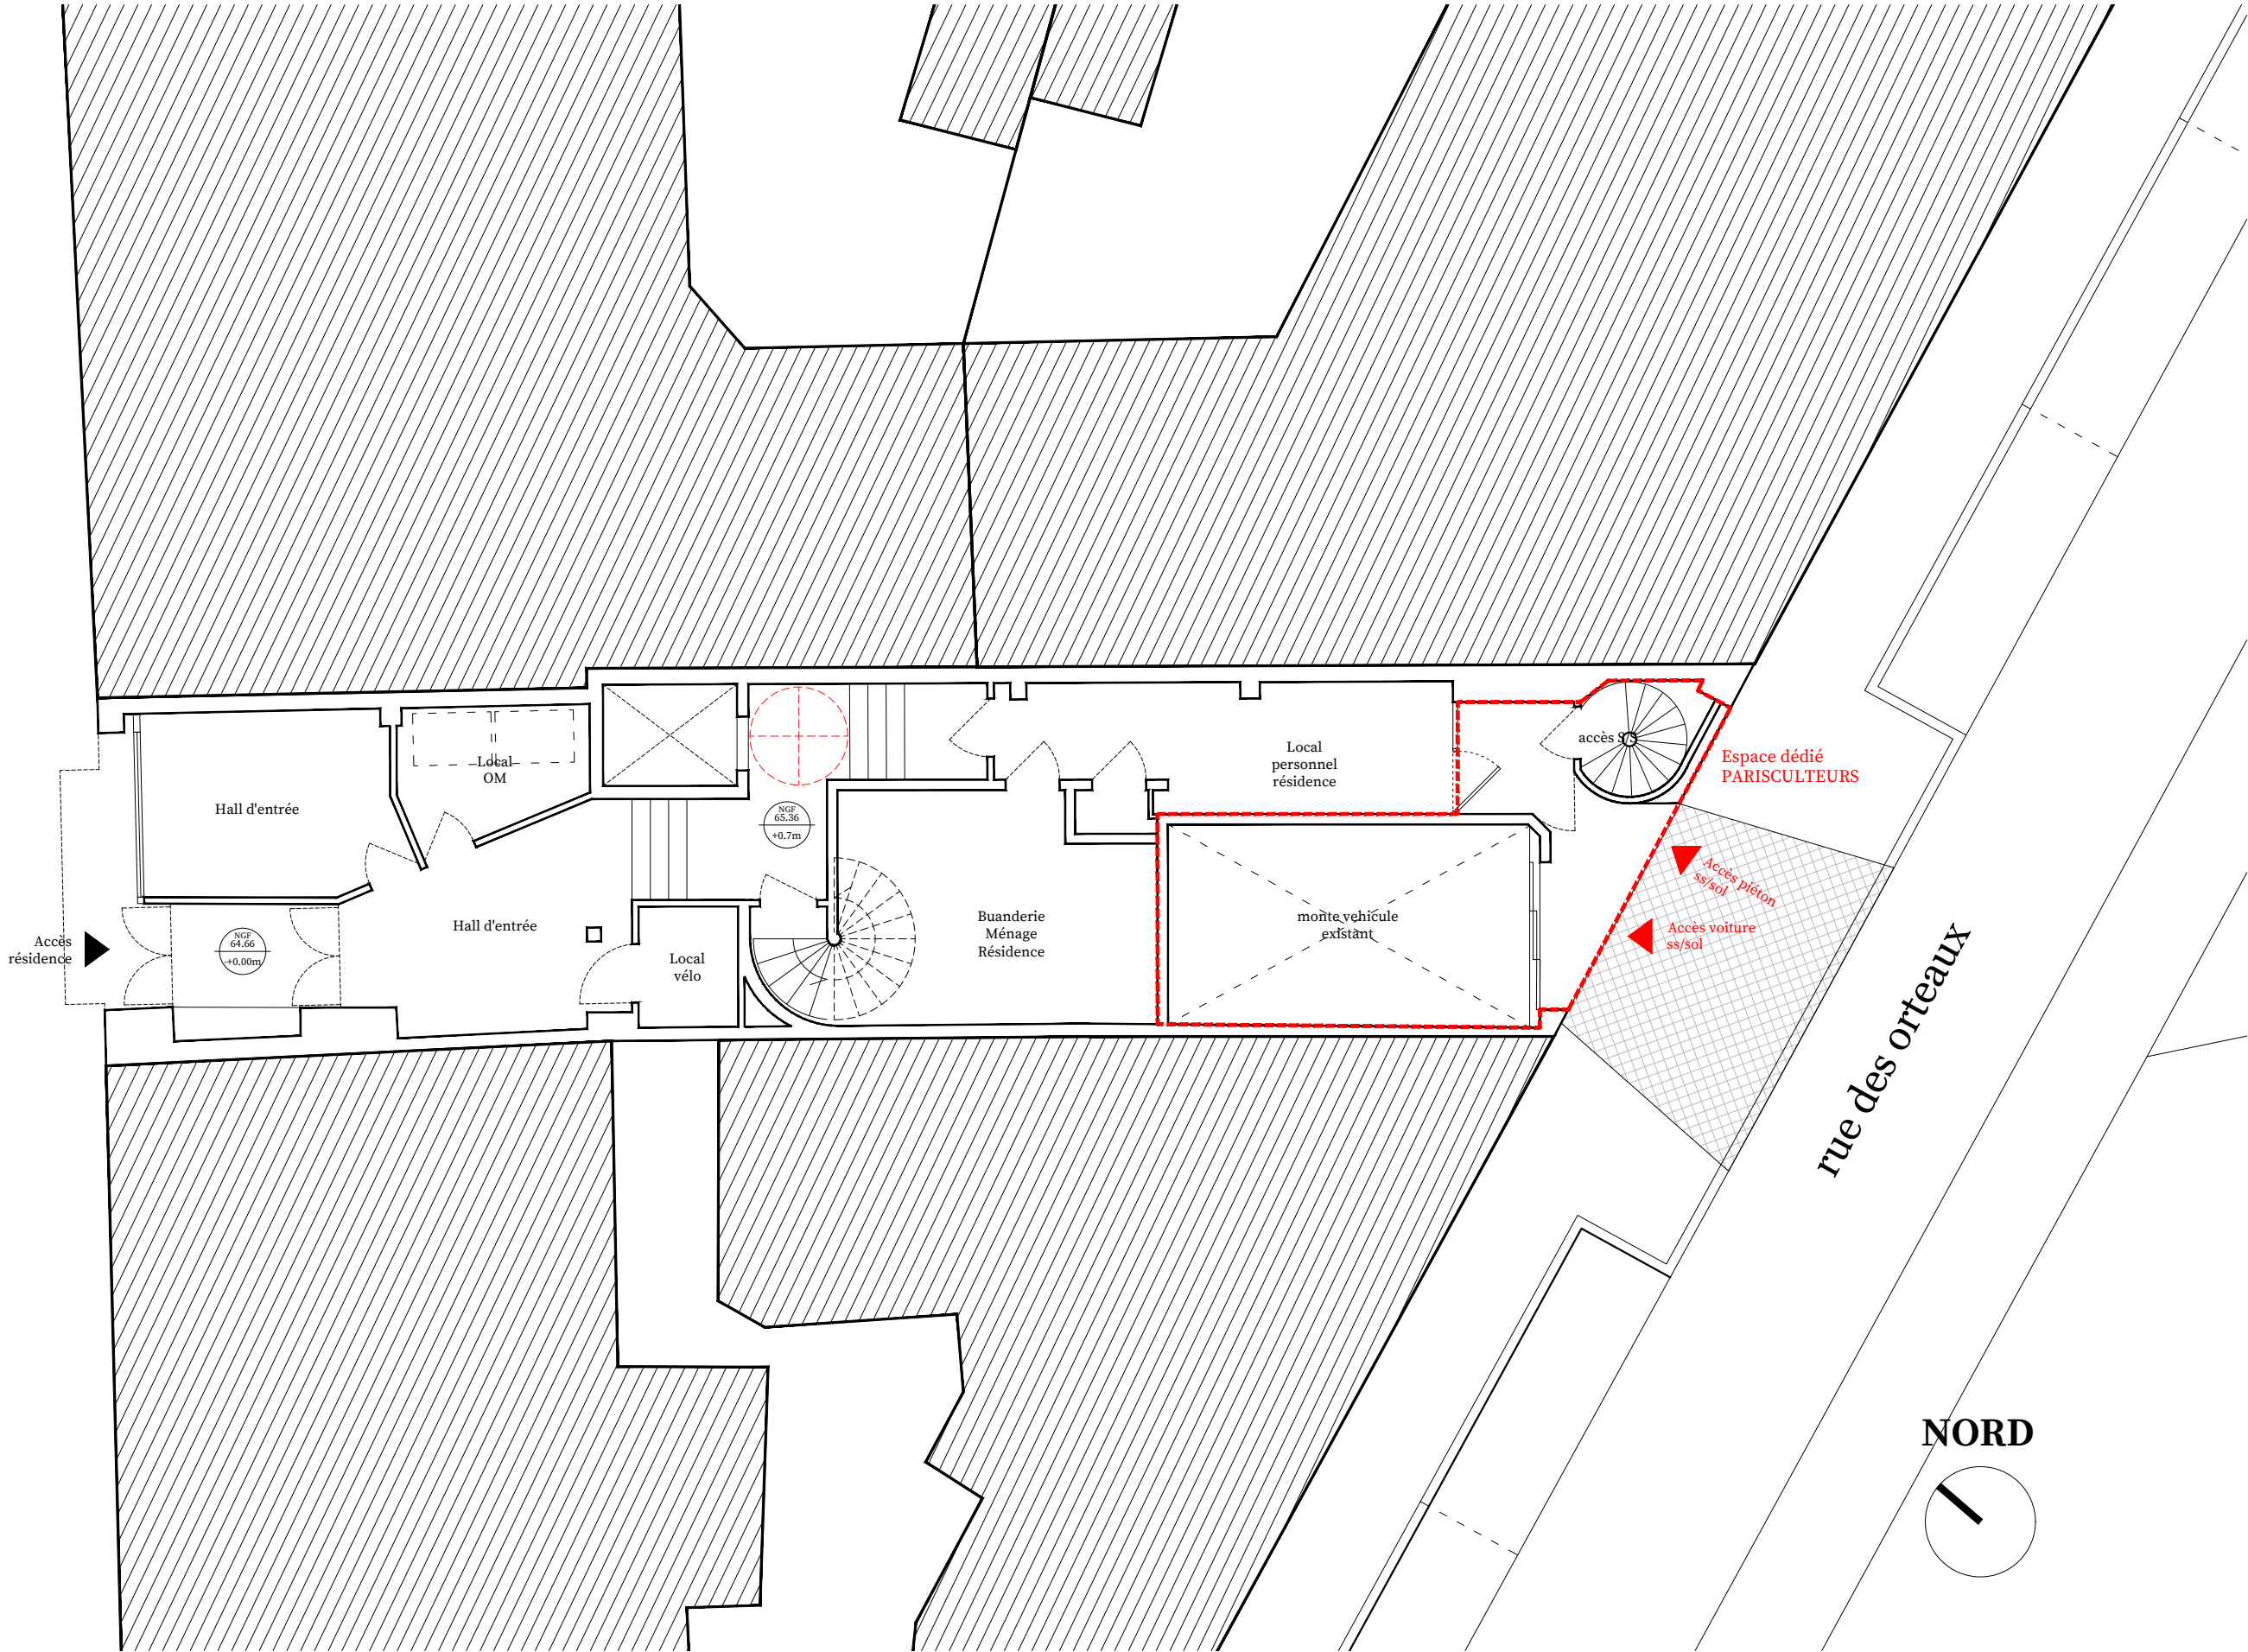 Local
OM
Hall d'entrée
Local
personnel
résidence
accès S/S
Espace dédié
PARISCULTEURS
NGF
65.36
+0.7m
Accès piéton
ss/sol
Accès voiture
ss/sol
Hall d'entrée
Buanderie
Ménage
Résidence
monte vehicule
existant
Accès
résidence
NGF
64.66
+0.00m
Local
vélo
rue des orteaux
NORD